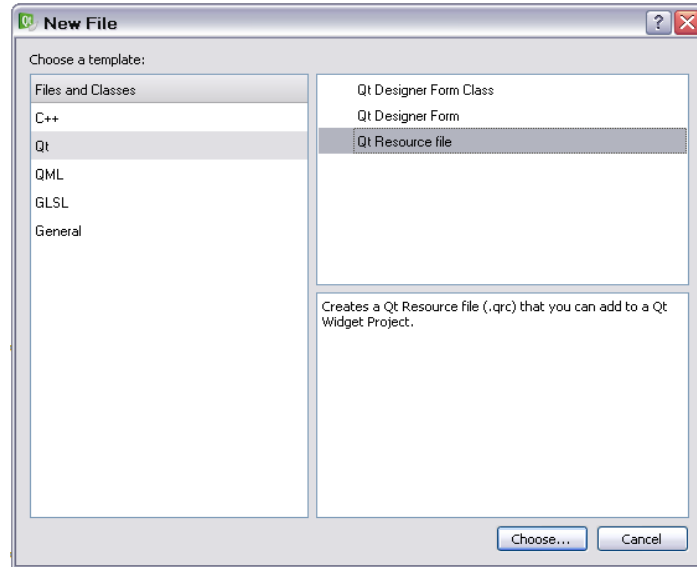 New File
Choose a template:
Files and Classes
C++
Qt
QML
GLSL
General
Qt Designer Form Class
Qt Designer Form
Qt Resource file
Creates a Qt Resource file (.qrc) that you can add to a Qt
Widget Project.
Choose...
Cancel